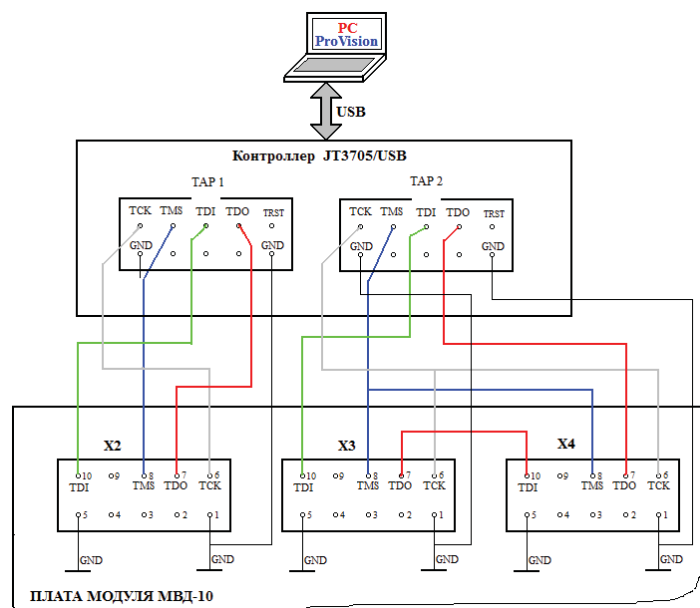 PC
ProVision
USB
Контроллер JT3705/USB
TAP 1
TAP 2
TCK TMS TDI TDO TRST
GND GND
TCK TMS TDI TDO TRST
GND GND
X2
X3
X4
10 9 8 7 6
TDI TMS TDO TCK
5 4 3 2 1
GND GND
10 9 8 7 6
TDI TMS TDO TCK
5 4 3 2 1
GND GND
10 9 8 7 6
TDI TMS TDO TCK
5 4 3 2 1
GND GND
ПЛАТА МОДУЛЯ МВД-10